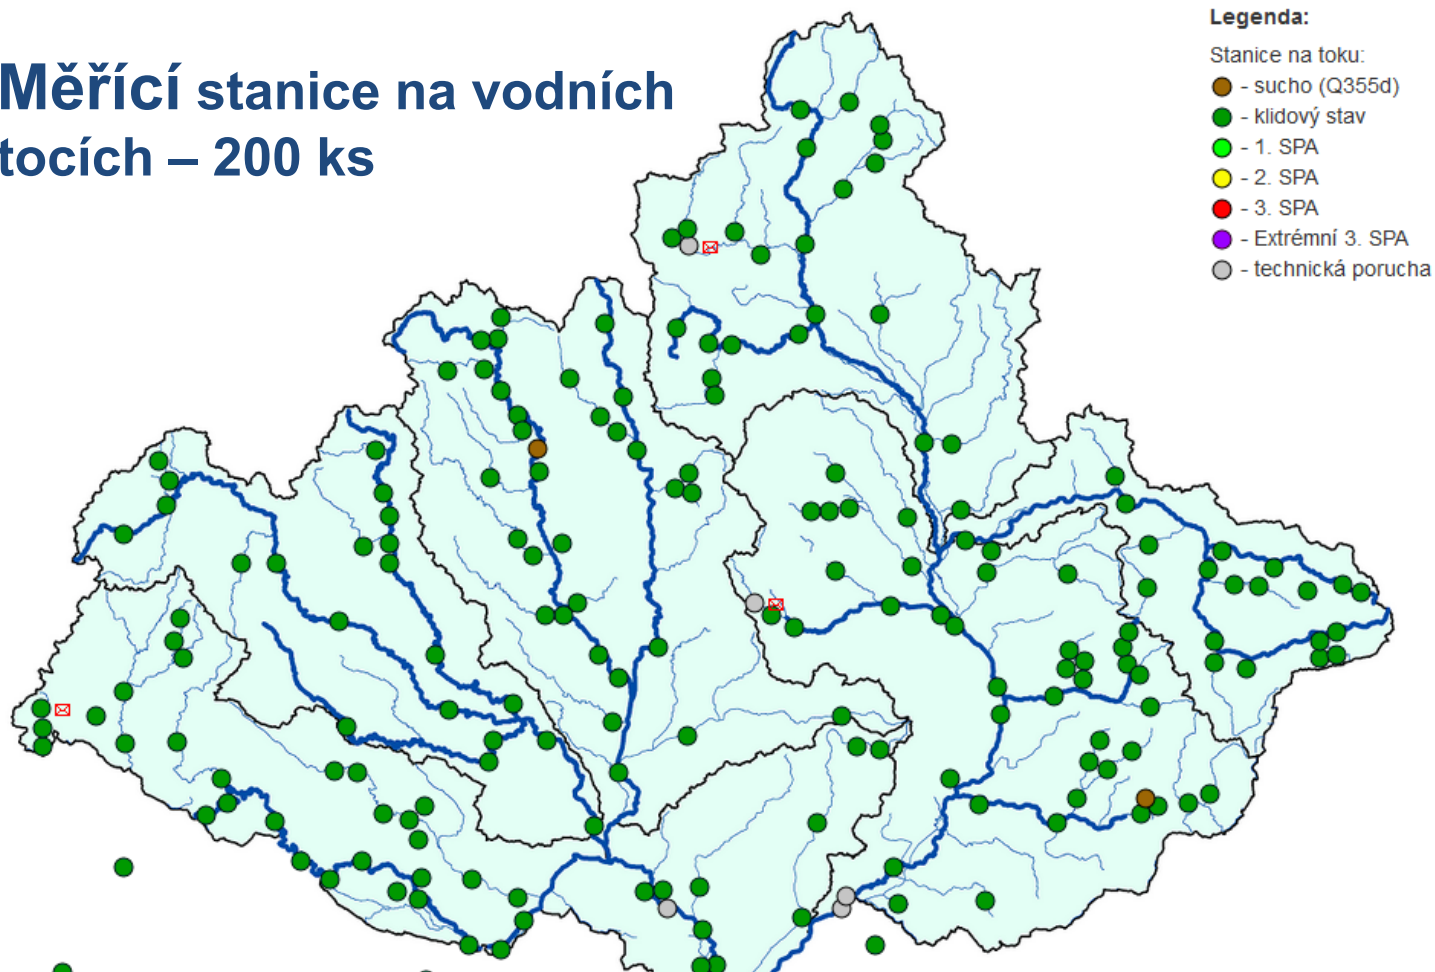 Měřící stanice na vodních
tocích – 200 ks
Legenda:
Stanice na toku:
- sucho (Q355d)
- klidový stav
- 1. SPA
- 2. SPA
- 3. SPA
- Extrémní 3. SPA
- technická porucha